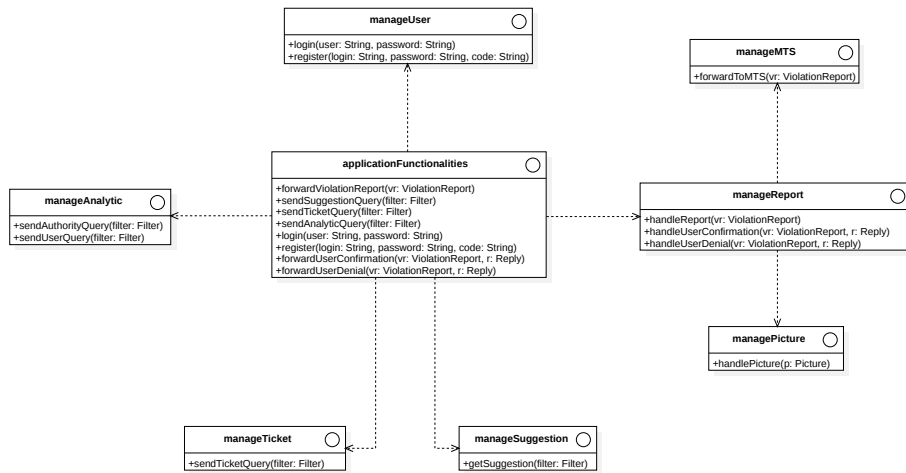 manageUser
+login(user: String, password: String)
+register(login: String, password: String, code: String)
manageMTS
+forwardToMTS(vr: ViolationReport)
applicationFunctionalities
+forwardViolationReport(vr: ViolationReport)
+sendSuggestionQuery(filter: Filter)
+sendTicketQuery(filter: Filter)
+sendAnalyticQuery(filter: Filter)
+login(user: String, password: String)
+register(login: String, password: String, code: String)
+forwardUserConfirmation(vr: ViolationReport, r: Reply)
+forwardUserDenial(vr: ViolationReport, r: Reply)
manageAnalytic
+sendAuthorityQuery(filter: Filter)
+sendUserQuery(filter: Filter)
manageReport
+handleReport(vr: ViolationReport)
+handleUserConfirmation(vr: ViolationReport, r: Reply)
+handleUserDenial(vr: ViolationReport, r: Reply)
managePicture
+handlePicture(p: Picture)
manageTicket
+sendTicketQuery(filter: Filter)
manageSuggestion
+getSuggestion(filter: Filter)